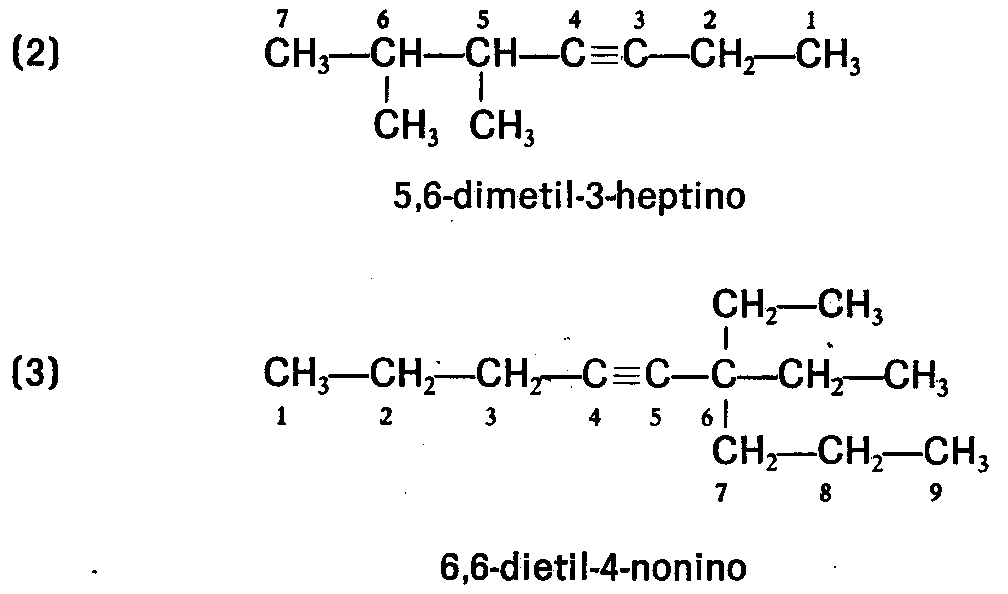 7 6 5 4 3 2 1
(2) CH₃—CH—CH—C≡C—CH₂—CH₃
CH₃ CH₃
5,6-dimetil-3-heptino
CH₂—CH₃
(3) CH₃—CH₂—CH₂—C≡C—C—CH₂—CH₃
1 2 3 4 5 6
CH₂—CH₂—CH₃
7 8 9
6,6-dietil-4-nonino